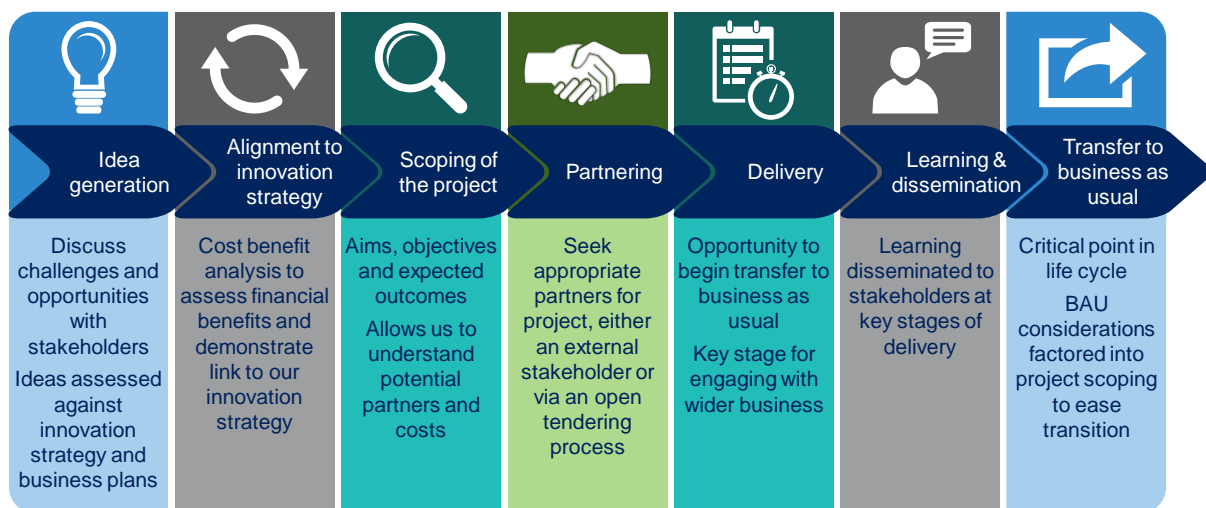 Idea
generation
Alignment to
innovation
strategy
Scoping of
the project
Partnering
Delivery
Learning &
dissemination
Transfer to
business as
usual
Discuss
challenges and
opportunities
with
stakeholders
Ideas assessed
against
innovation
strategy and
business plans
Cost benefit
analysis to
assess financial
benefits and
demonstrate
link to our
innovation
strategy
Aims, objectives
and expected
outcomes
Allows us to
understand
potential
partners and
costs
Seek
appropriate
partners for
project, either
an external
stakeholder or
via an open
tendering
process
Opportunity to
begin transfer to
business as
usual
Key stage for
engaging with
wider business
Learning
disseminated to
stakeholders at
key stages of
delivery
Critical point in
life cycle
BAU
considerations
factored into
project scoping
to ease
transition